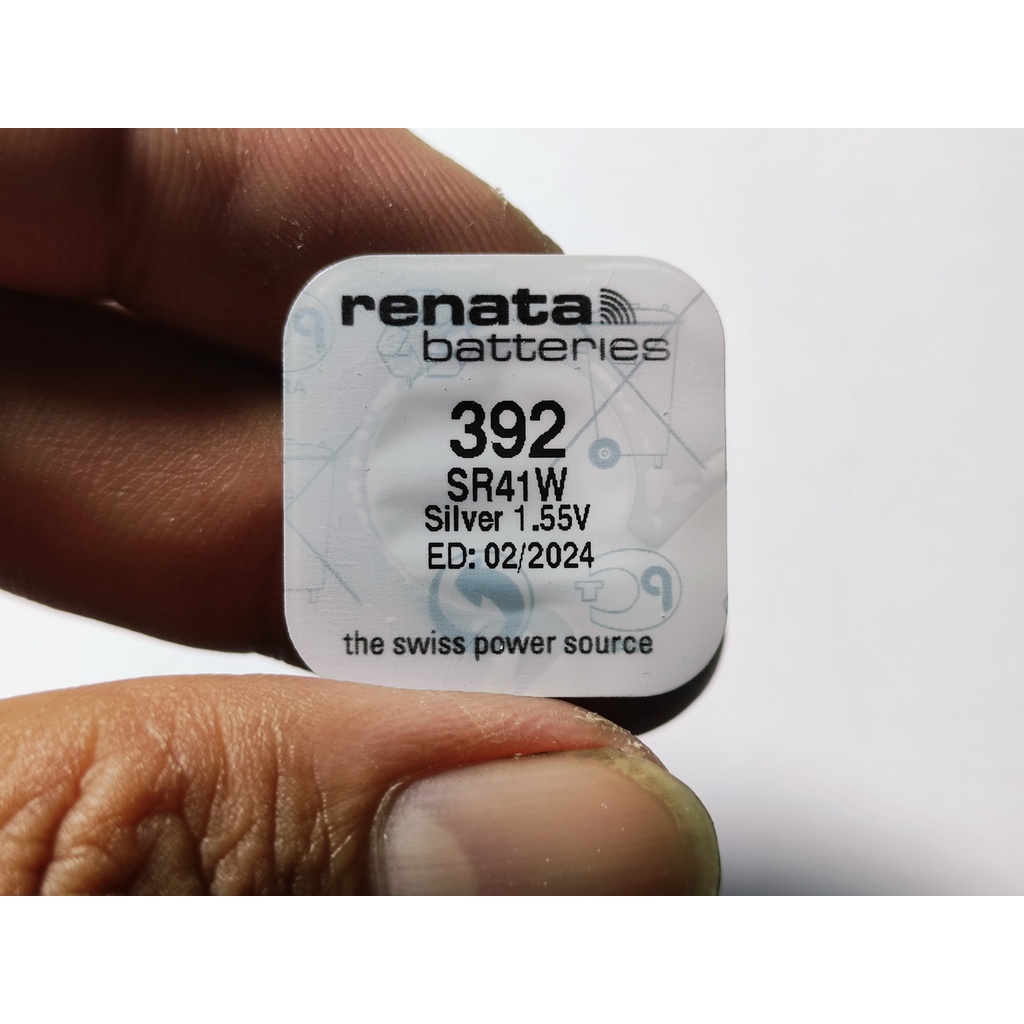 renata
batteries
392
SR41W
Silver 1.55V
ED: 02/2024
the swiss power source